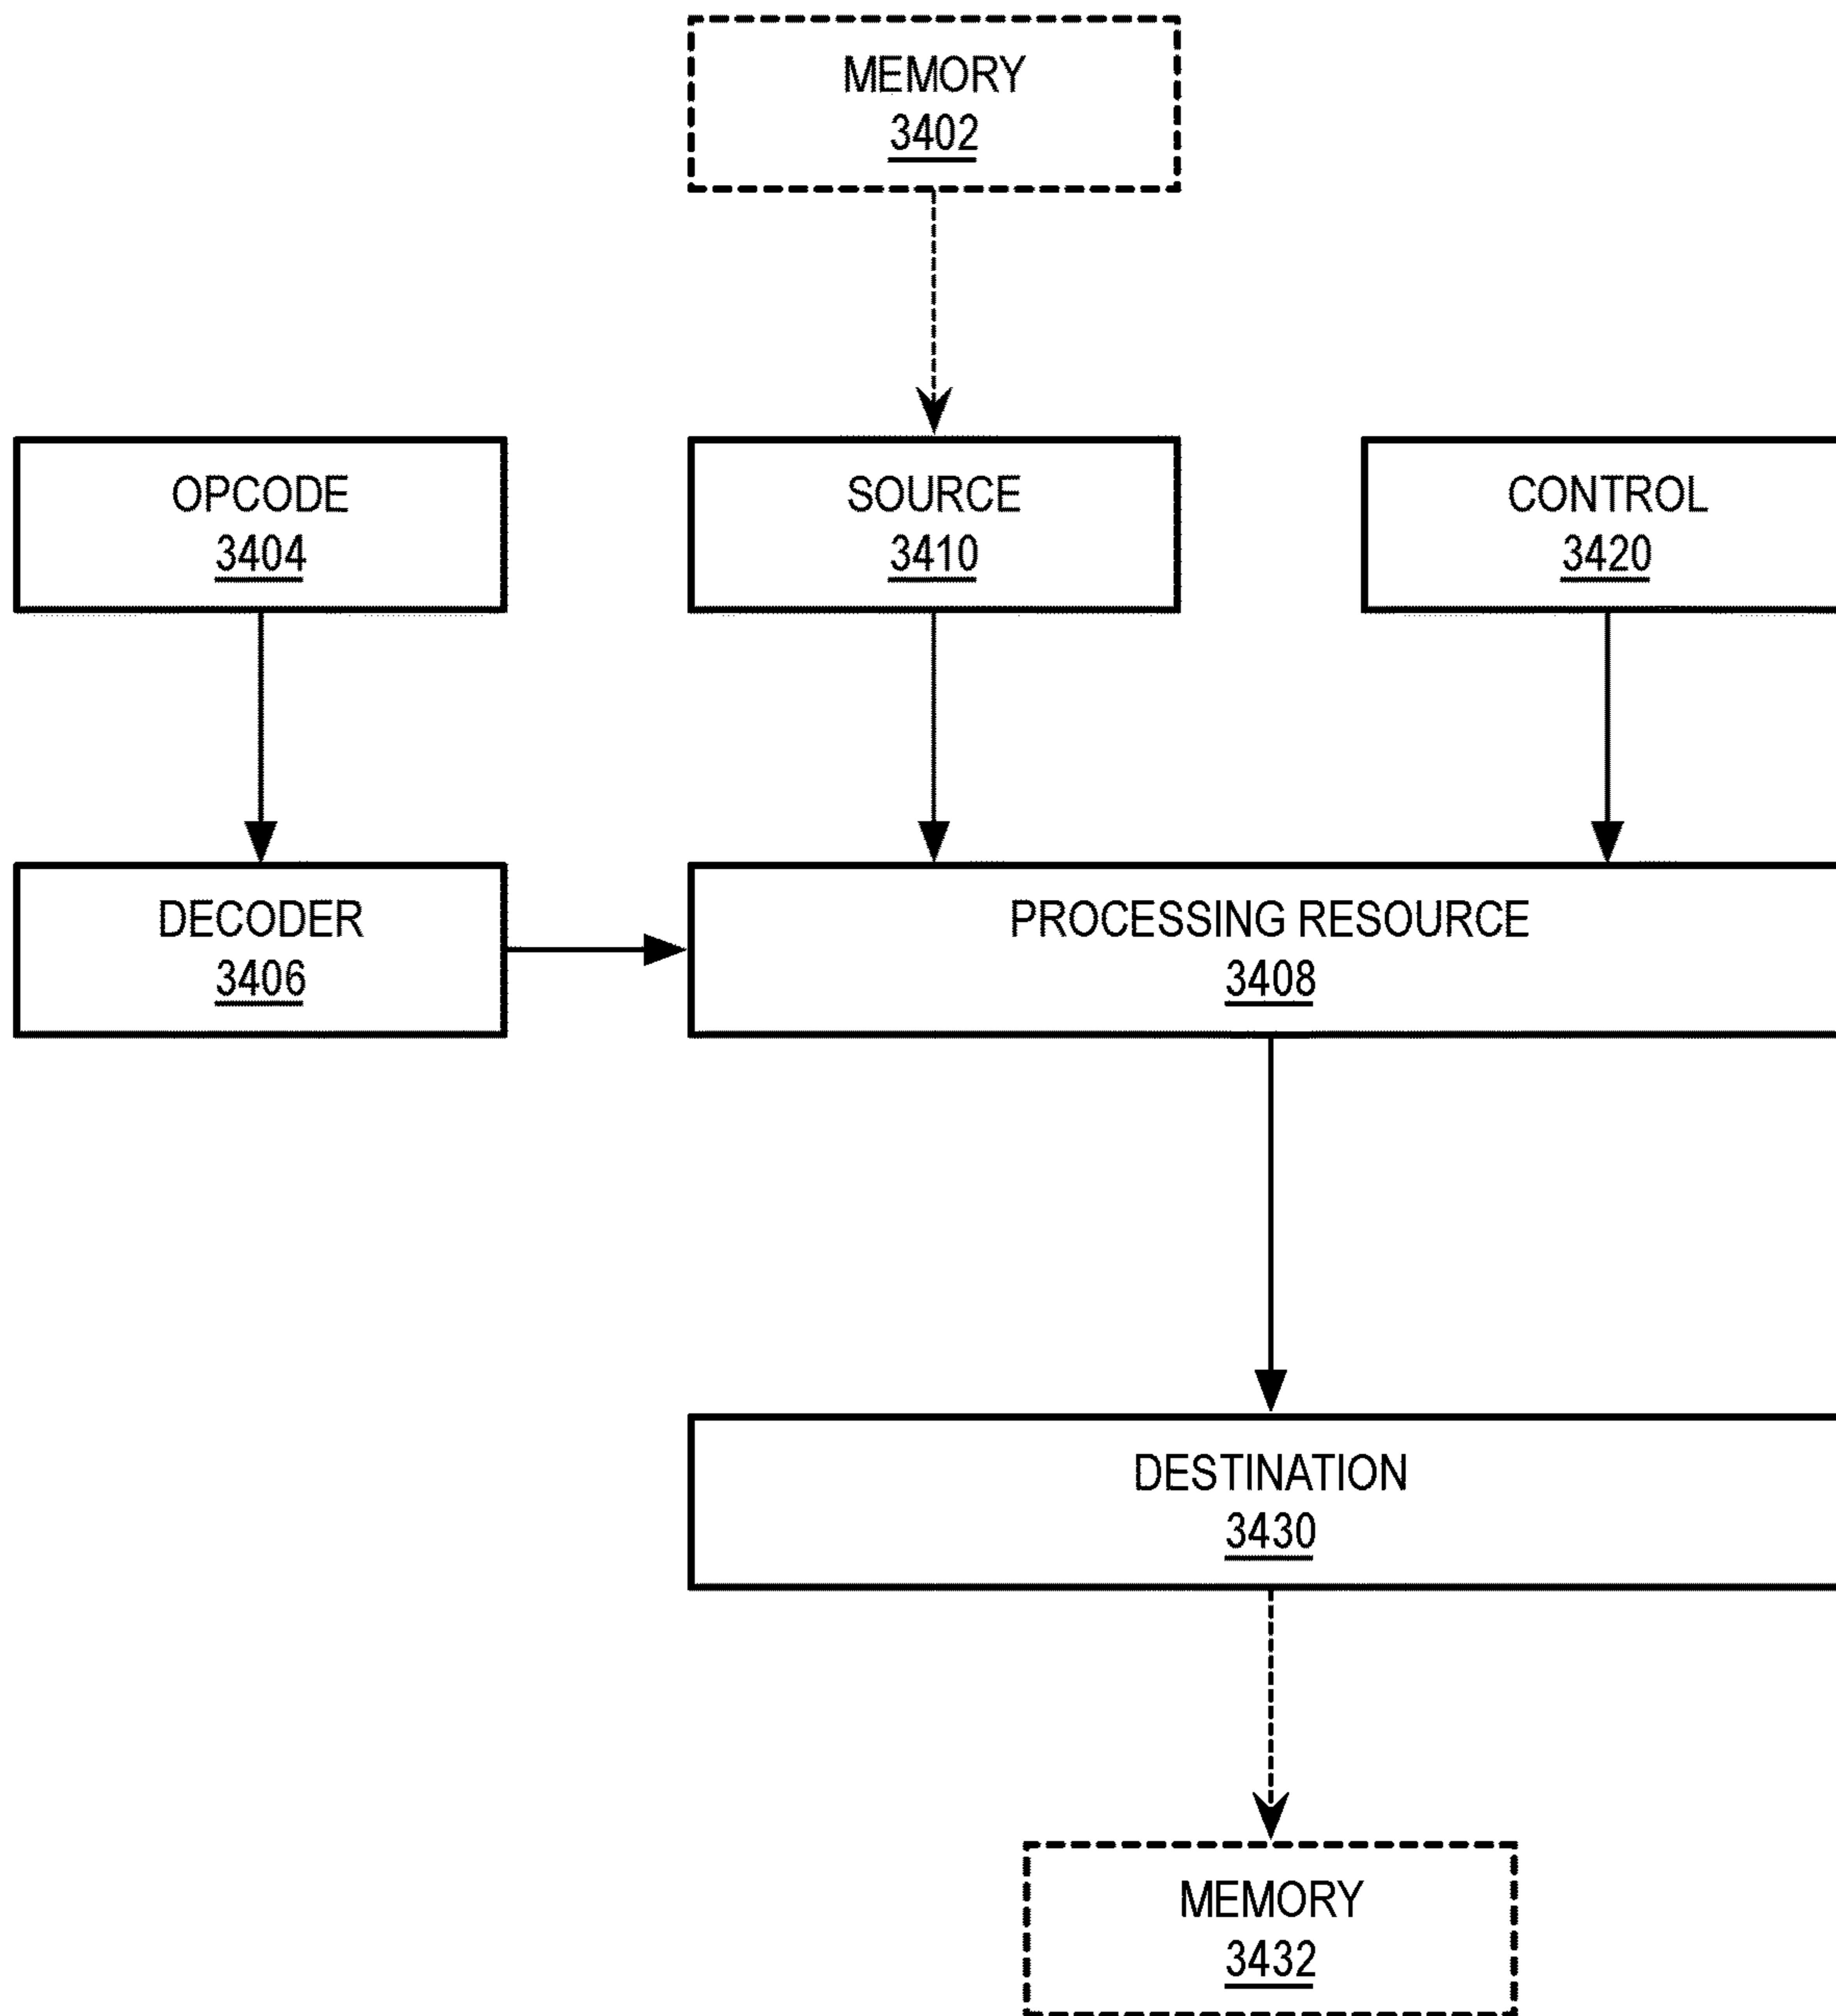 MEMORY
3402
OPCODE
3404
SOURCE
3410
CONTROL
3420
DECODER
3406
PROCESSING RESOURCE
3408
DESTINATION
3430
MEMORY
3432